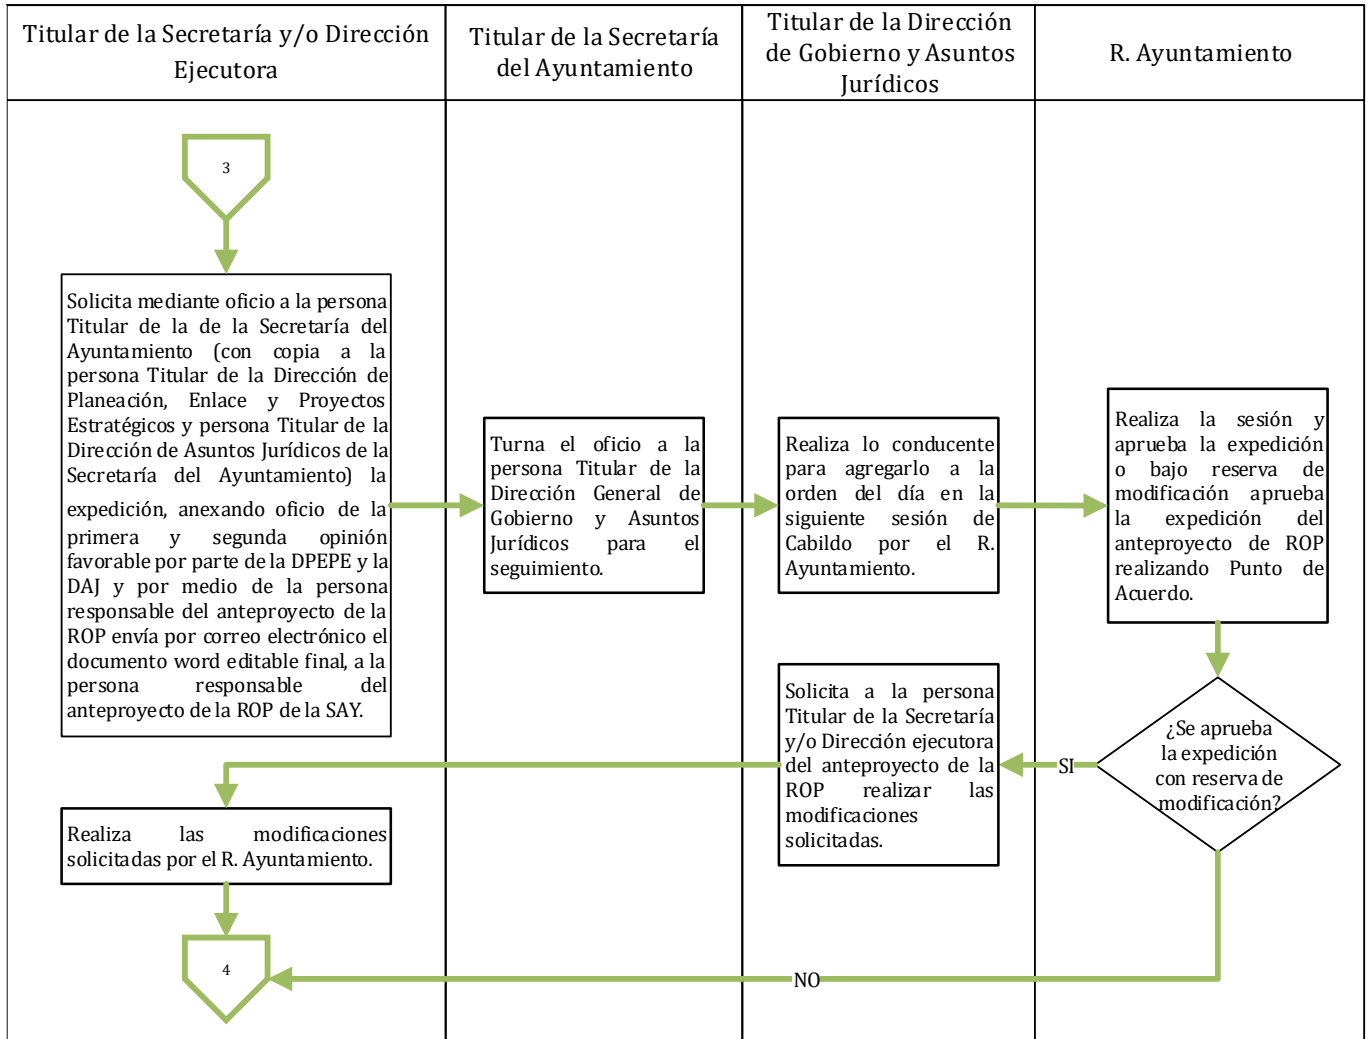 Titular de la Secretaría y/o Dirección
Ejecutora
Titular de la Secretaría
del Ayuntamiento
Titular de la Dirección
de Gobierno y Asuntos
Jurídicos
R. Ayuntamiento
3
Solicita mediante oficio a la persona
Titular de la de la Secretaría del
Ayuntamiento (con copia a la
persona Titular de la Dirección de
Planeación, Enlace y Proyectos
Estratégicos y persona Titular de la
Dirección de Asuntos Jurídicos de la
Secretaría del Ayuntamiento) la
expedición, anexando oficio de la
primera y segunda opinión
favorable por parte de la DPEPE y la
DAJ y por medio de la persona
responsable del anteproyecto de la
ROP envía por correo electrónico el
documento word editable final, a la
persona responsable del
anteproyecto de la ROP de la SAY.
Turna el oficio a la
persona Titular de la
Dirección General de
Gobierno y Asuntos
Jurídicos para el
seguimiento.
Realiza lo conducente
para agregarlo a la
orden del día en la
siguiente sesión de
Cabildo por el R.
Ayuntamiento.
Realiza la sesión y
aprueba la expedición
o bajo reserva de
modificación aprueba
la expedición del
anteproyecto de ROP
realizando Punto de
Acuerdo.
¿Se aprueba
la expedición
con reserva de
modificación?
SI
Solicita a la persona
Titular de la Secretaría
y/o Dirección ejecutora
del anteproyecto de la
ROP realizar las
modificaciones
solicitadas.
Realiza las modificaciones
solicitadas por el R. Ayuntamiento.
4
NO